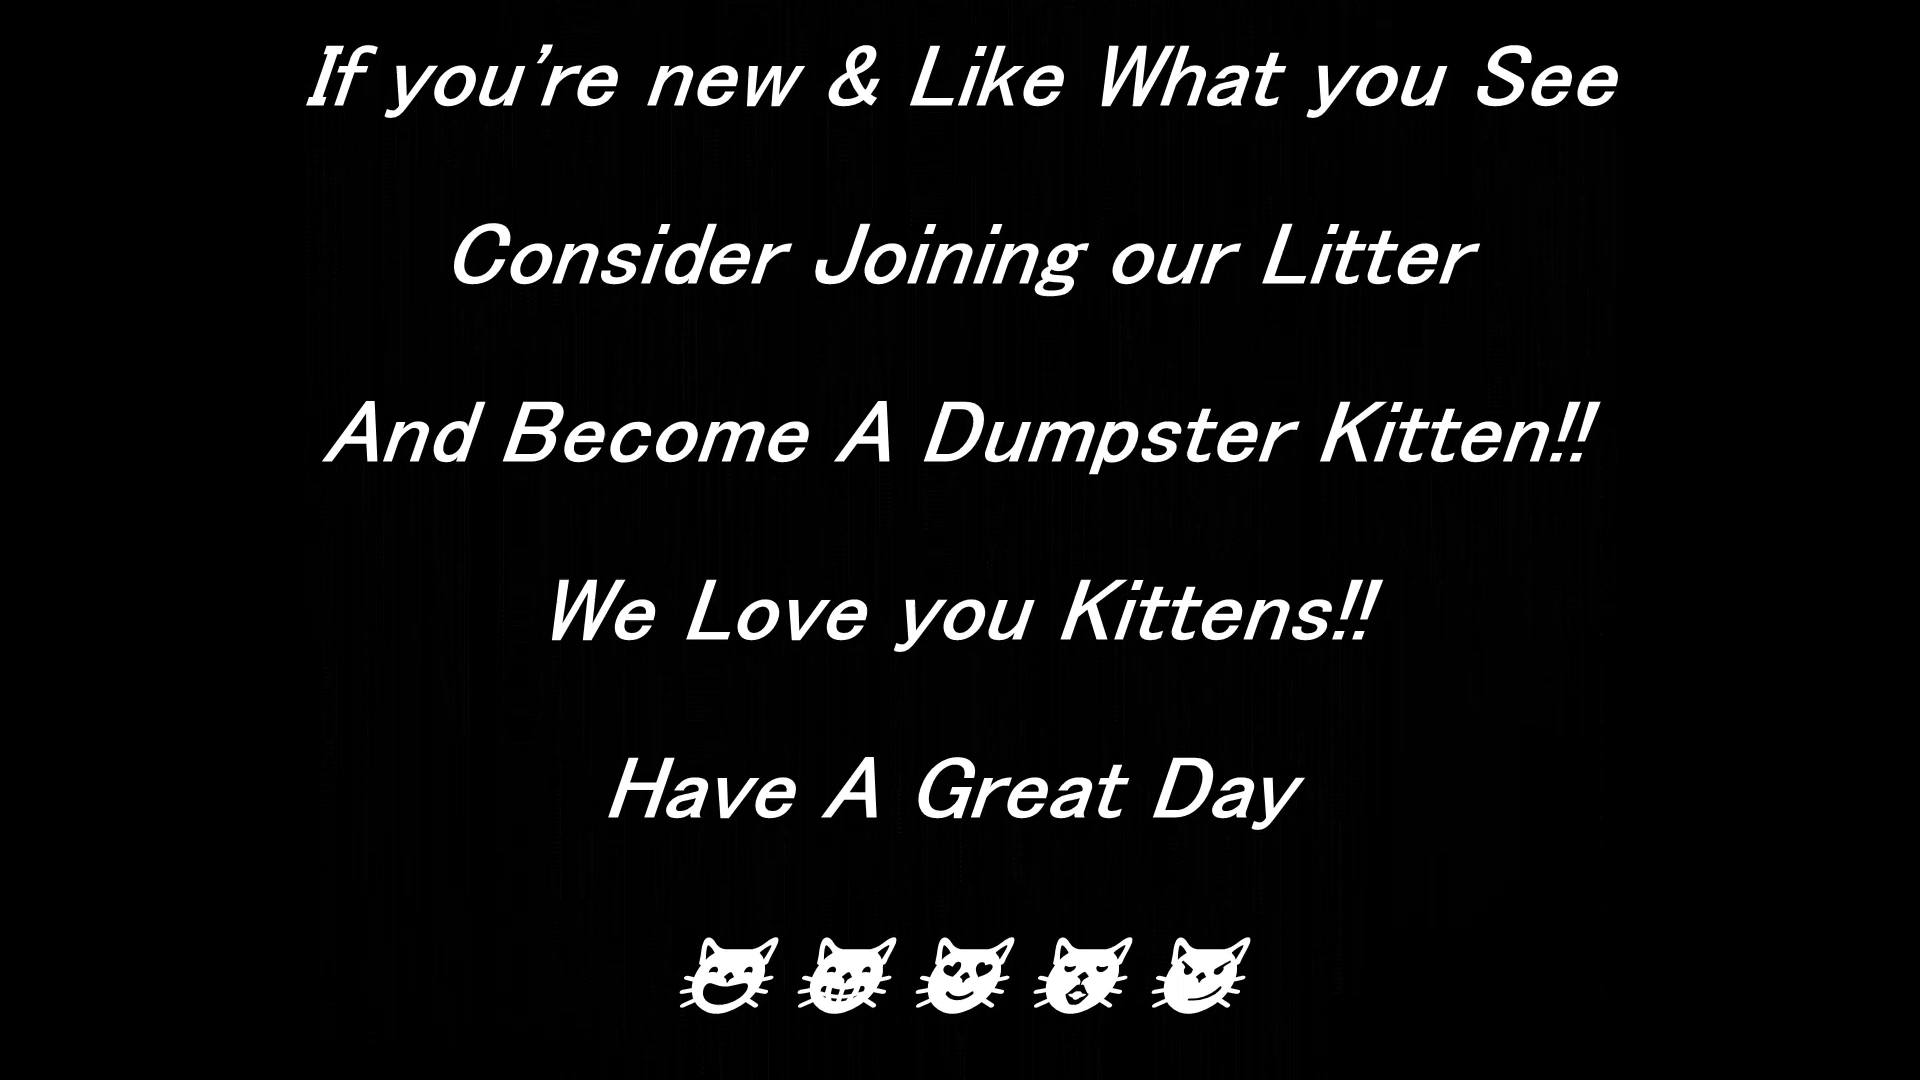 If you're new & Like What you See
Consider Joining our Litter
And Become A Dumpster Kitten!!
We Love you Kittens!!
Have A Great Day
😺 😸 😻 😽 😼